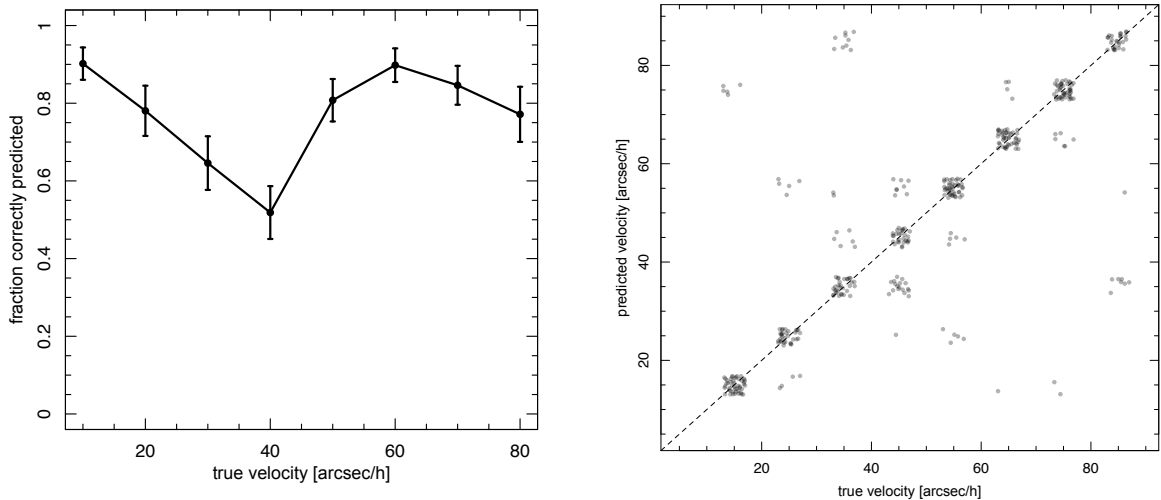 fraction correctly predicted
1
0.8
0.6
0.4
0.2
0
20 40 60 80
true velocity [arcsec/h]
predicted velocity [arcsec/h]
80
60
40
20
20 40 60 80
true velocity [arcsec/h]